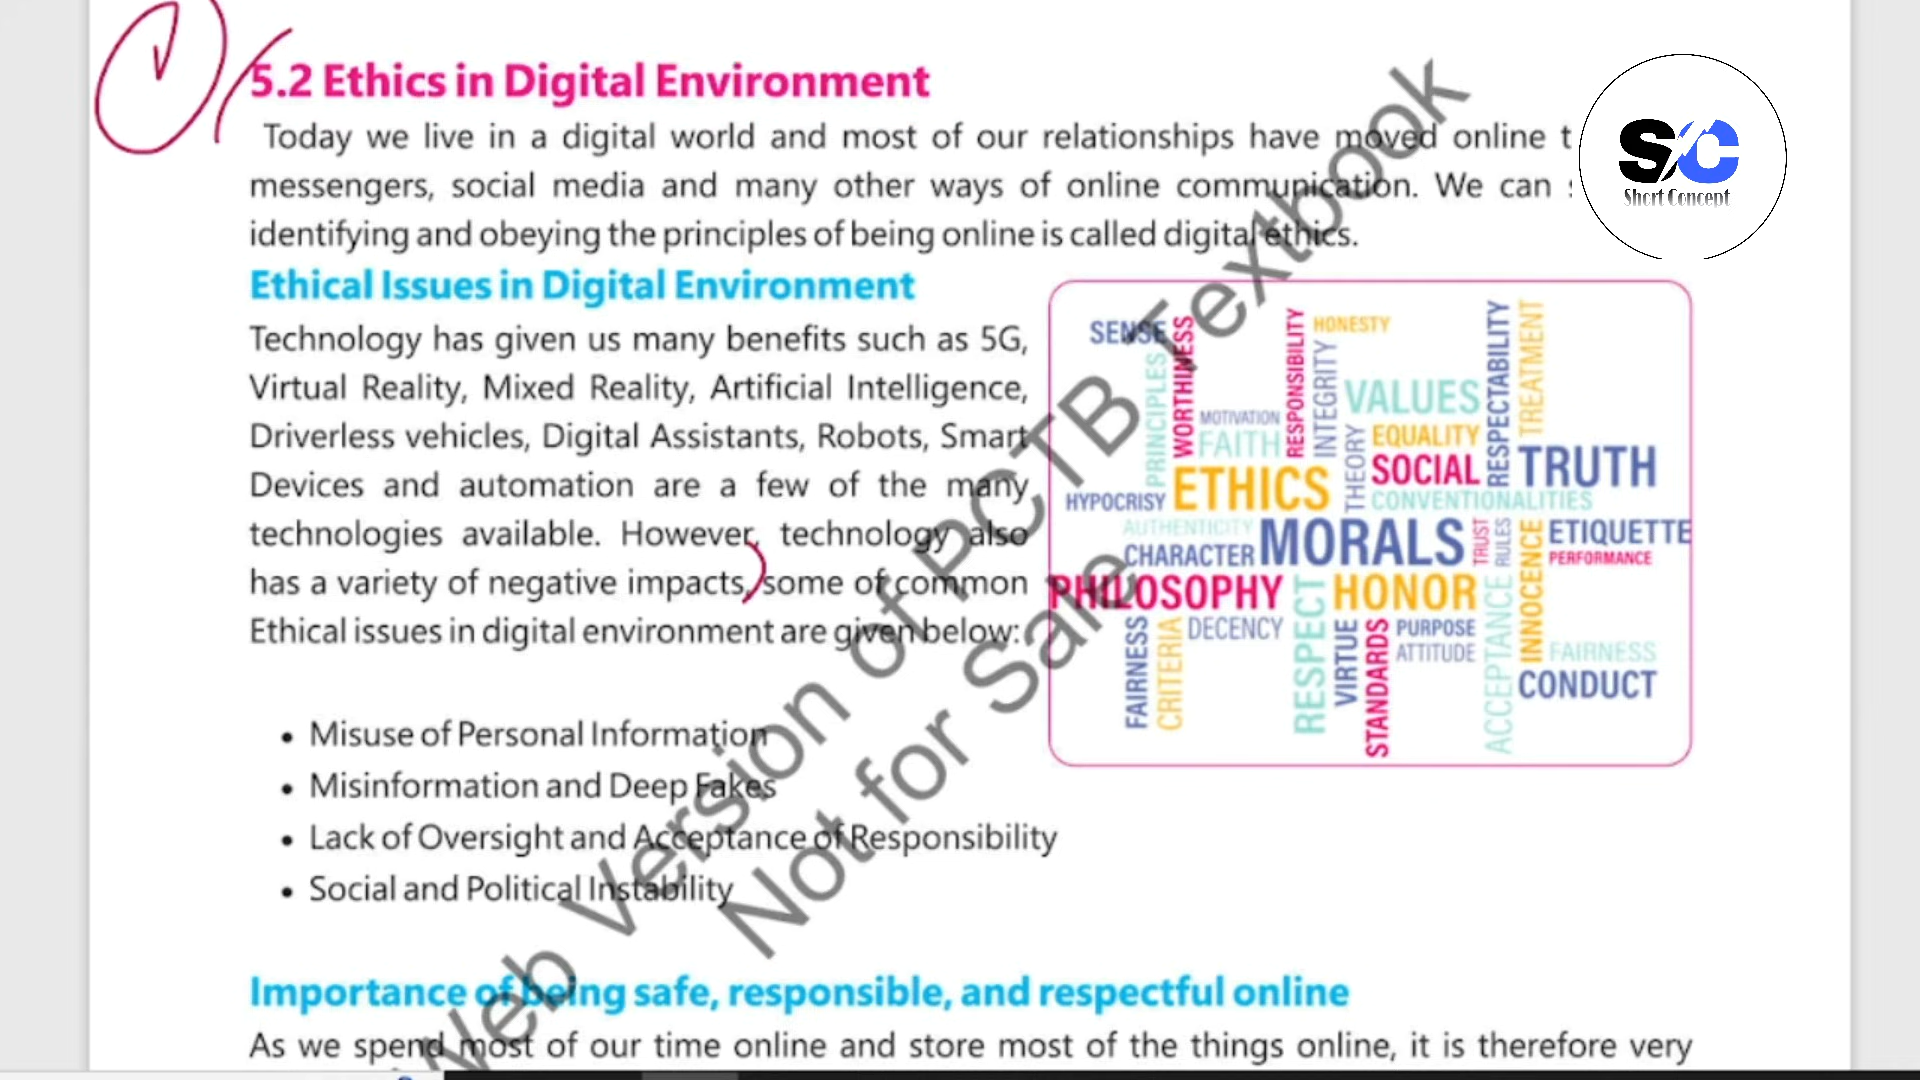 5.2 Ethics in Digital Environment
Today we live in a digital world and most of our relationships have moved online
messengers, social media and many other ways of online communication. We can
identifying and obeying the principles of being online is called digital ethics.
Ethical Issues in Digital Environment
Technology has given us many benefits such as 5G,
Virtual Reality, Mixed Reality, Artificial Intelligence,
Driverless vehicles, Digital Assistants, Robots, Smart
Devices and automation are a few of the many
technologies available. However, technology also
has a variety of negative impacts, some of common
Ethical issues in digital environment are given below:
• Misuse of Personal Information
• Misinformation and Deep Fakes
• Lack of Oversight and Acceptance of Responsibility
• Social and Political Instability
SENSE
PRINCIPLES
WORTHINESS
MOTIVATION
FAITH
RESPONSIBILITY
HONESTY
INTEGRITY
VALUES
THEORY
EQUALITY
SOCIAL
RESPECTABILITY
TREATMENT
TRUTH
HYPOCRISY
ETHICS
CONVENTIONALITIES
AUTHENTICITY
CHARACTER
MORALS
TRUST
RULES
INNOCENCE
ETIQUETTE
PERFORMANCE
PHILOSOPHY
RESPECT
HONOR
ACCEPTANCE
FAIRNESS
CRITERIA
DECENCY
VIRTUE
STANDARDS
PURPOSE
ATTITUDE
FAIRNESS
CONDUCT
Importance of being safe, responsible, and respectful online
As we spend most of our time online and store most of the things online, it is therefore very
Web Version of PCTB Textbook
Not for Sale
SC
Short Concept